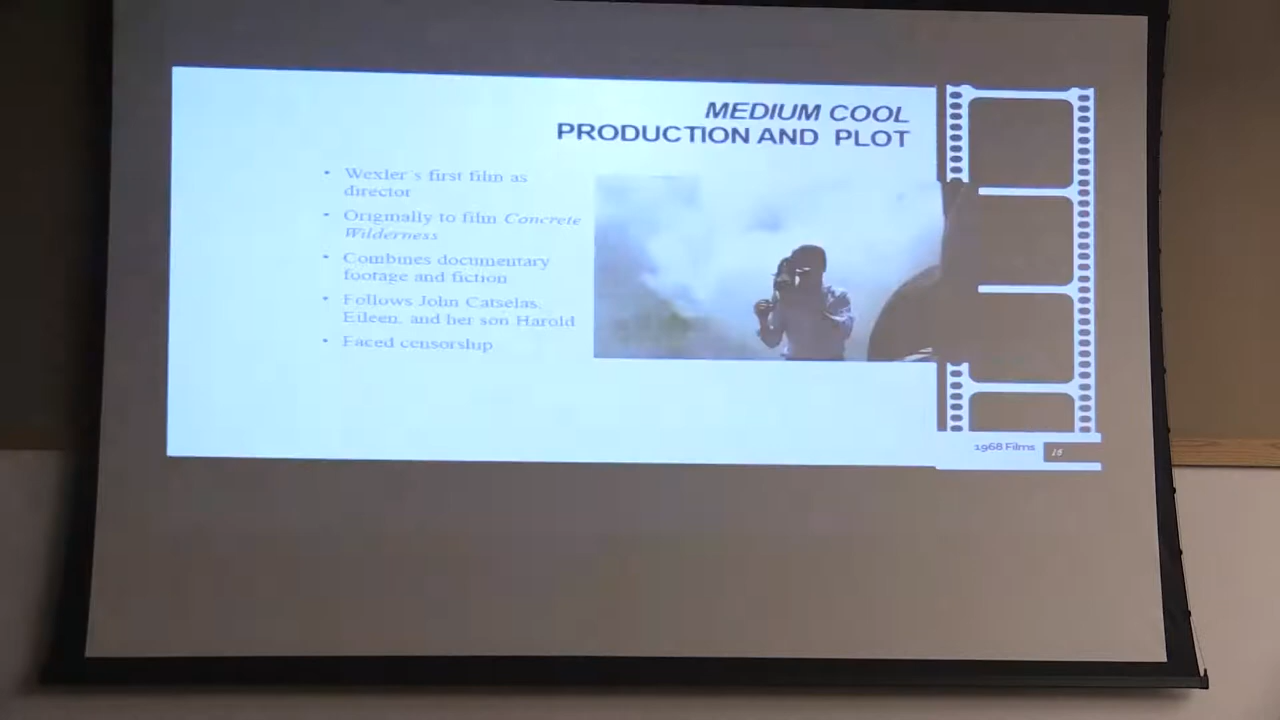 MEDIUM COOL
PRODUCTION AND PLOT
• Wexler's first film as
director
• Originally to film Concrete
Wilderness
• Combines documentary
footage and fiction
• Follows John Catselas,
Eileen, and her son Harold
• Faced censorship
1968 Films
16